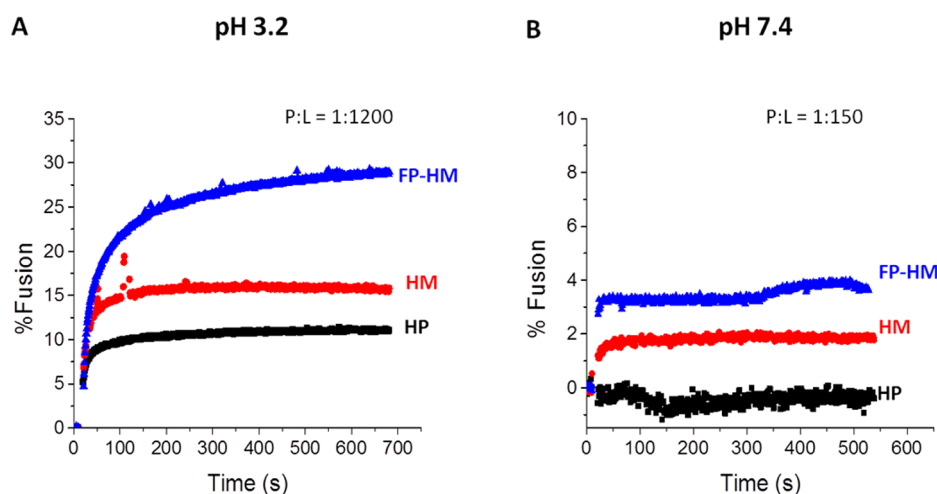 A
pH 3.2
P:L = 1:1200
35
30
25
20
15
10
5
0
%Fusion
FP-HM
HM
HP
0 100 200 300 400 500 600 700 800
Time (s)
B
pH 7.4
P:L = 1:150
10
8
6
4
2
0
% Fusion
FP-HM
HM
HP
0 100 200 300 400 500 600
Time (s)